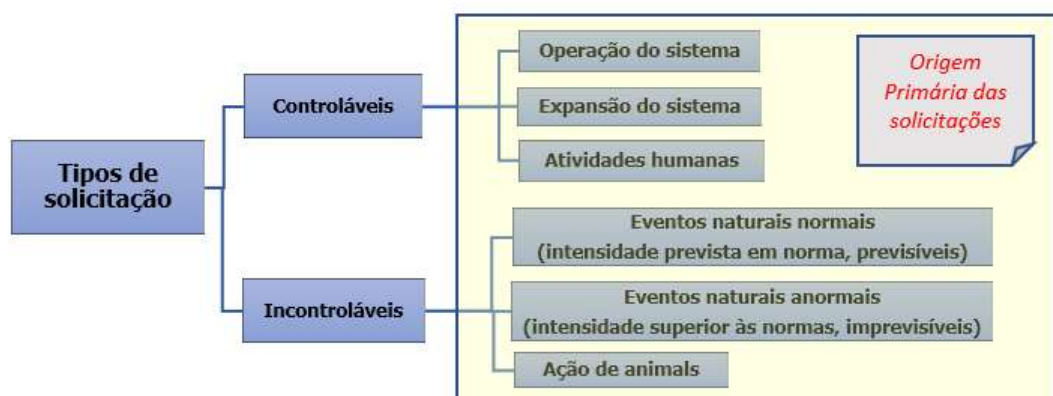 Operação do sistema
Origem
Primária das
solicitações
Controláveis
Expansão do sistema
Atividades humanas
Tipos de
solicitação
Eventos naturais normais
(intensidade prevista em norma, previsíveis)
Incontroláveis
Eventos naturais anormais
(intensidade superior às normas, imprevisíveis)
Ação de animals